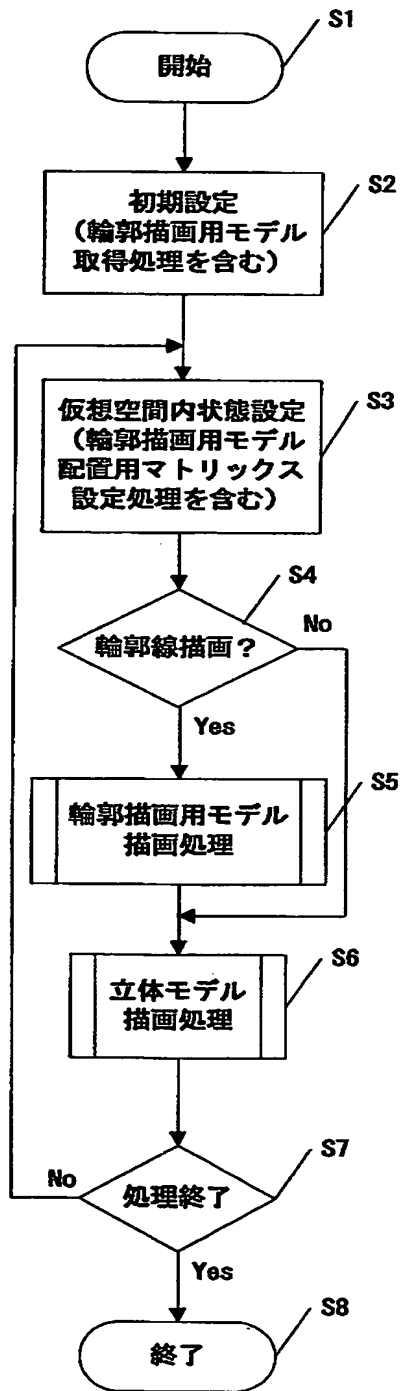 S1
開始
S2
初期設定
（輪郭描画用モデル
取得処理を含む）
S3
仮想空間内状態設定
（輪郭描画用モデル
配置用マトリックス
設定処理を含む）
S4
輪郭線描画？
No
Yes
S5
輪郭描画用モデル
描画処理
S6
立体モデル
描画処理
S7
No
処理終了
Yes
S8
終了